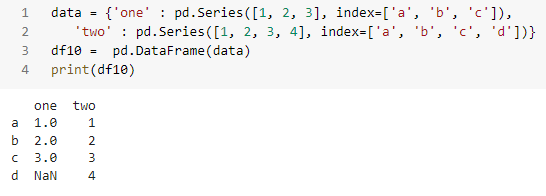 1 data = {'one' : pd.Series([1, 2, 3], index=['a', 'b', 'c']),
2     'two' : pd.Series([1, 2, 3, 4], index=['a', 'b', 'c', 'd'])}
3 df10 =  pd.DataFrame(data)
4 print(df10)
   one  two
a  1.0    1
b  2.0    2
c  3.0    3
d  NaN    4